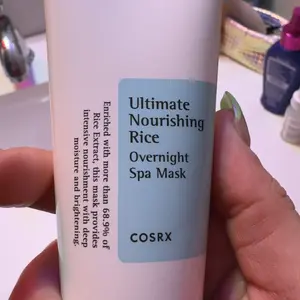 Ultimate
Nourishing
Rice
Overnight
Spa Mask
COSRX
Enriched with more than 68.9% of
Rice Extract, this mask provides
intensive nourishment with deep
moisture and brightening.